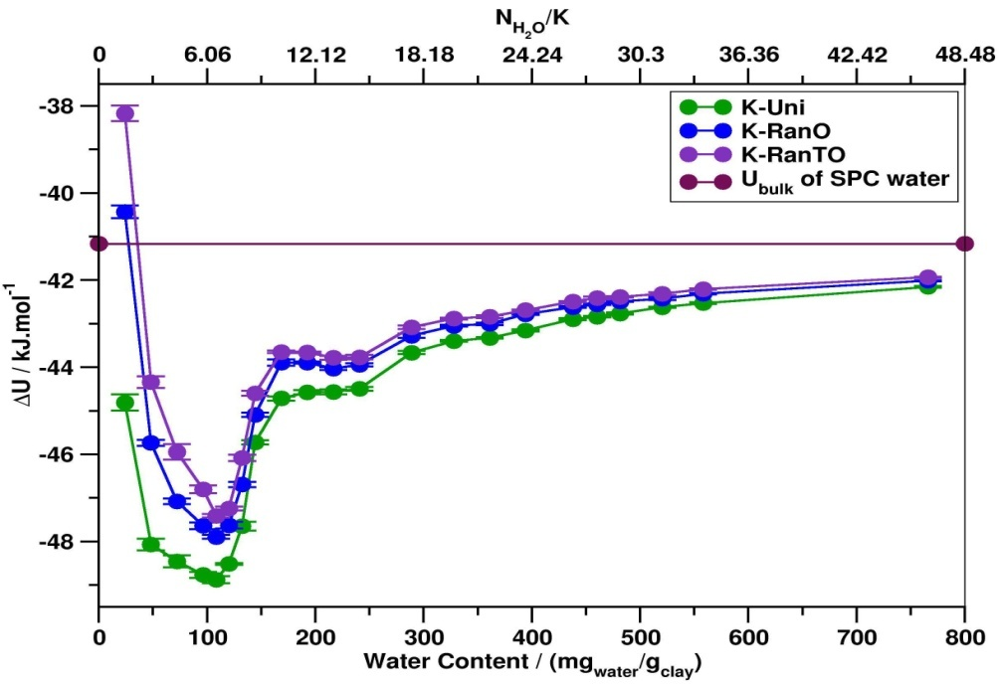 N_H₂O/K
0 6.06 12.12 18.18 24.24 30.3 36.36 42.42 48.48
K-Uni
K-RanO
K-RanTO
U_bulk of SPC water
ΔU / kJ.mol⁻¹
-38
-40
-42
-44
-46
-48
0 100 200 300 400 500 600 700 800
Water Content / (mg_water/g_clay)